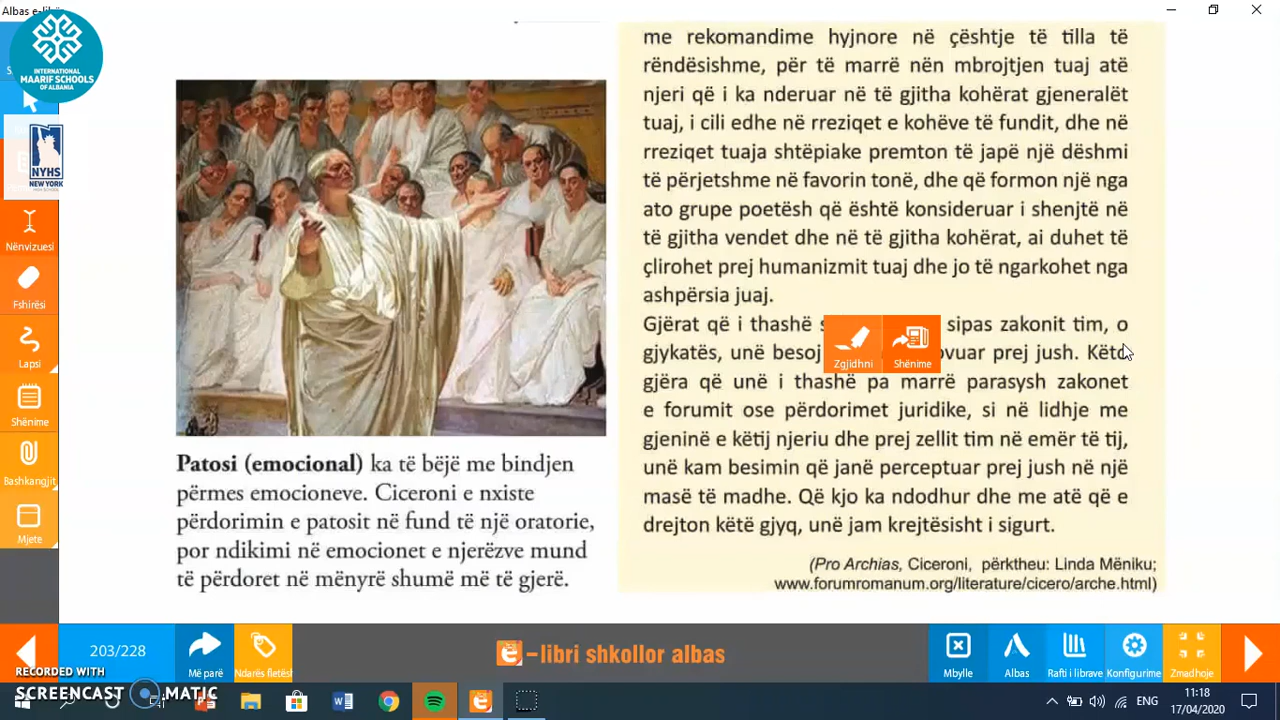 Albas e-libër
INTERNATIONAL
MAARIF SCHOOLS
OF ALBANIA
NYHS
NEW YORK
HIGH SCHOOL
Nënvizuesi
Fshirësi
Lapsi
Shënime
Bashkangjit
Mjete
me rekomandime hyjnore në çështje të tilla të
rëndësishme, për të marrë nën mbrojtjen tuaj atë
njeri që i ka nderuar në të gjitha kohërat gjeneralët
tuaj, i cili edhe në rreziqet e kohëve të fundit, dhe në
rreziqet tuaja shtëpiake premton të japë një dëshmi
të përjetshme në favorin tonë, dhe që formon një nga
ato grupe poetësh që është konsideruar i shenjtë në
të gjitha vendet dhe në të gjitha kohërat, ai duhet të
çlirohet prej humanizmit tuaj dhe jo të ngarkohet nga
ashpërsia juaj.
Gjërat që i thashë sipas zakonit tim, o
gjykatës, unë besoj prej jush. Këto
gjëra që unë i thashë pa marrë parasysh zakonet
e forumit ose përdorimet juridike, si në lidhje me
gjeninë e këtij njeriu dhe prej zellit tim në emër të tij,
unë kam besimin që janë perceptuar prej jush në një
masë të madhe. Që kjo ka ndodhur dhe me atë që e
drejton këtë gjyq, unë jam krejtësisht i sigurt.
(Pro Archias, Ciceroni, përktheu: Linda Mëniku;
www.forumromanum.org/literature/cicero/arche.html)
Zgjidhni
Shënime
Patosi (emocional) ka të bëjë me bindjen
përmes emocioneve. Ciceroni e nxiste
përdorimin e patosit në fund të një oratorie,
por ndikimi në emocionet e njerëzve mund
të përdoret në mënyrë shumë më të gjerë.
203/228
Më parë
Ndarës fletësh
e-libri shkollor albas
Mbylle
Albas
Rafti i librave
Konfigurime
Zmadhoje
RECORDED WITH
SCREENCAST MATIC
ENG
11:18
17/04/2020